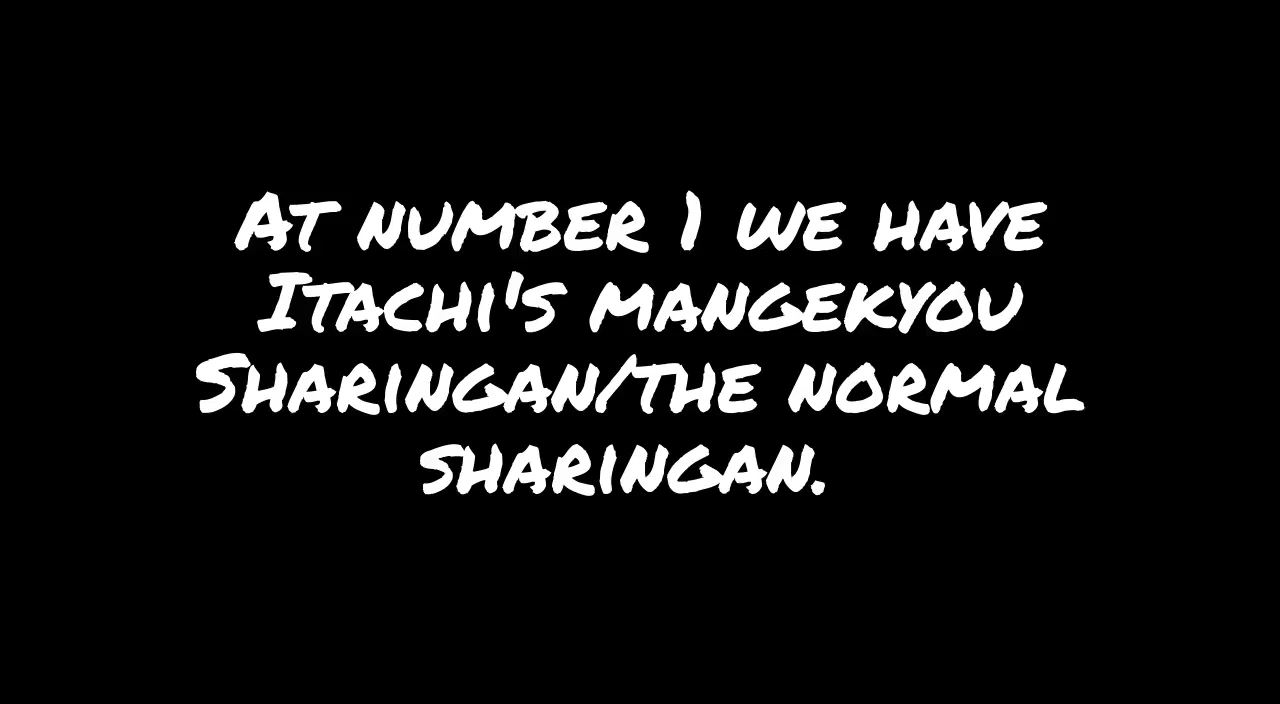 At number 1 we have
Itachi's mangekyou
Sharingan/the normal
sharingan.